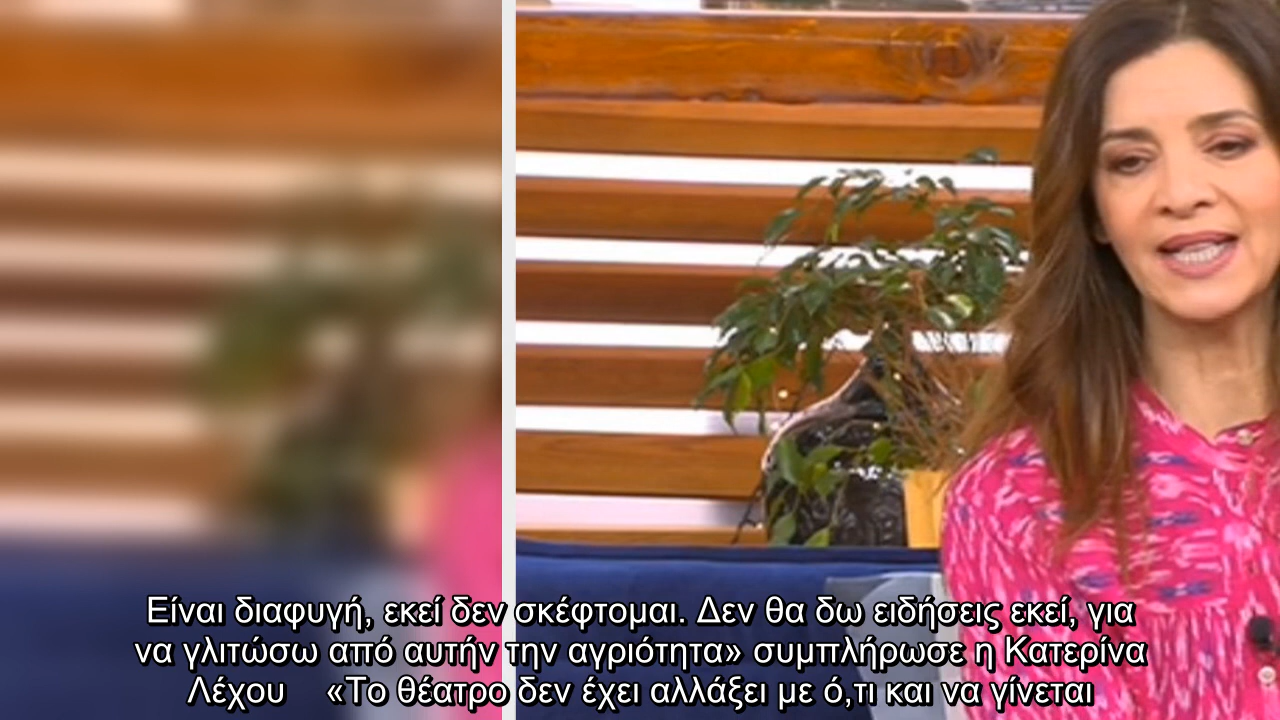 Είναι διαφυγή, εκεί δεν σκέφτομαι. Δεν θα δω ειδήσεις εκεί, για
να γλιτώσω από αυτήν την αγριότητα» συμπλήρωσε η Κατερίνα
Λέχου «Το θέατρο δεν έχει αλλάξει με ό,τι και να γίνεται